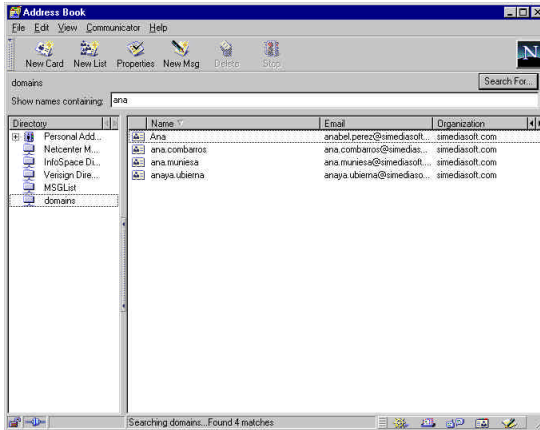 Address Book
File Edit View Communicator Help
New Card New List Properties New Msg Delete Stop
N
domains
Search For...
Show names containing: ana
Directory Name Email Organization
Personal Add... Ana anabel.perez@simediasoft... simediasoft.com
Netcenter M... ana.combarros ana.combarros@simedias... simediasoft.com
InfoSpace Di... ana.muniesa ana.muniesa@simediasoft.... simediasoft.com
Verisign Dire... anaya.ubierna anaya.ubierna@simediaso... simediasoft.com
MSGList
domains
Searching domains...Found 4 matches